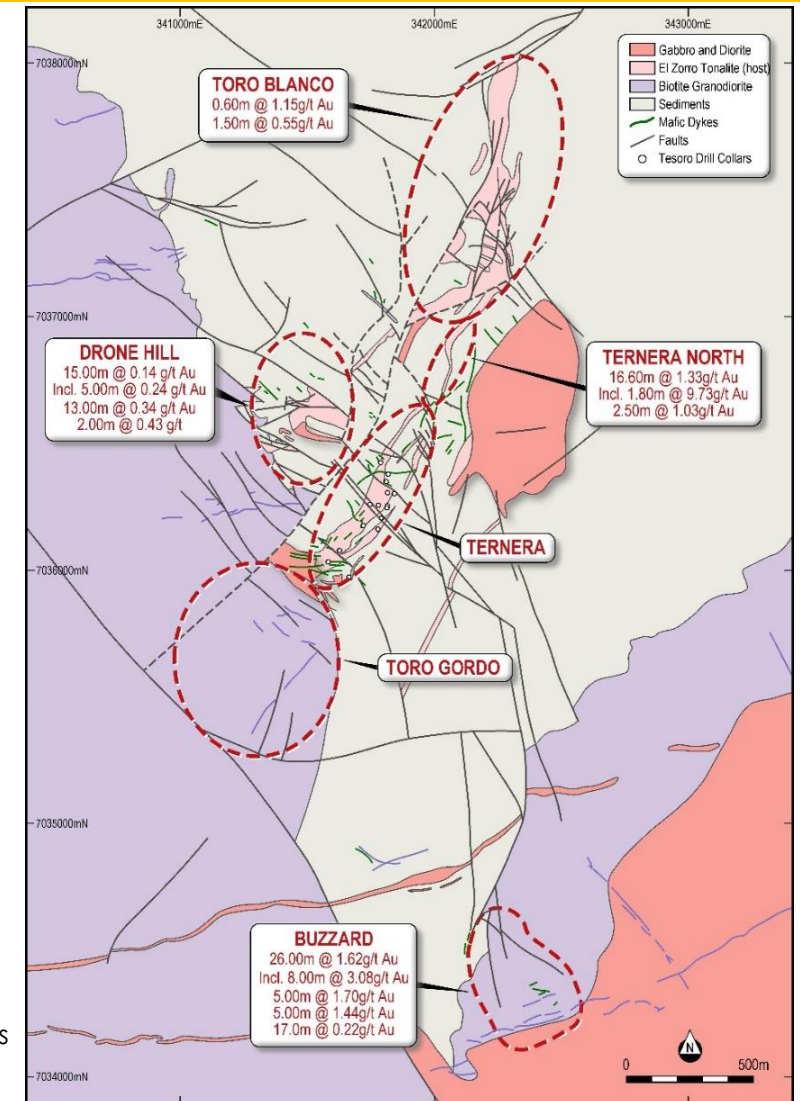 341000mE
342000mE
343000mE
7038000mN
7037000mN
7036000mN
7035000mN
7034000mN
Gabbro and Diorite
El Zorro Tonalite (host)
Biotite Granodiorite
Sediments
Mafic Dykes
Faults
Tesoro Drill Collars
TORO BLANCO
0.60m @ 1.15g/t Au
1.50m @ 0.55g/t Au
DRONE HILL
15.00m @ 0.14 g/t Au
Incl. 5.00m @ 0.24 g/t Au
13.00m @ 0.34 g/t Au
2.00m @ 0.43 g/t
TERNERA NORTH
16.60m @ 1.33g/t Au
Incl. 1.80m @ 9.73g/t Au
2.50m @ 1.03g/t Au
TERNERA
TORO GORDO
BUZZARD
26.00m @ 1.62g/t Au
Incl. 8.00m @ 3.08g/t Au
5.00m @ 1.70g/t Au
5.00m @ 1.44g/t Au
17.0m @ 0.22g/t Au
s
N
0
500m